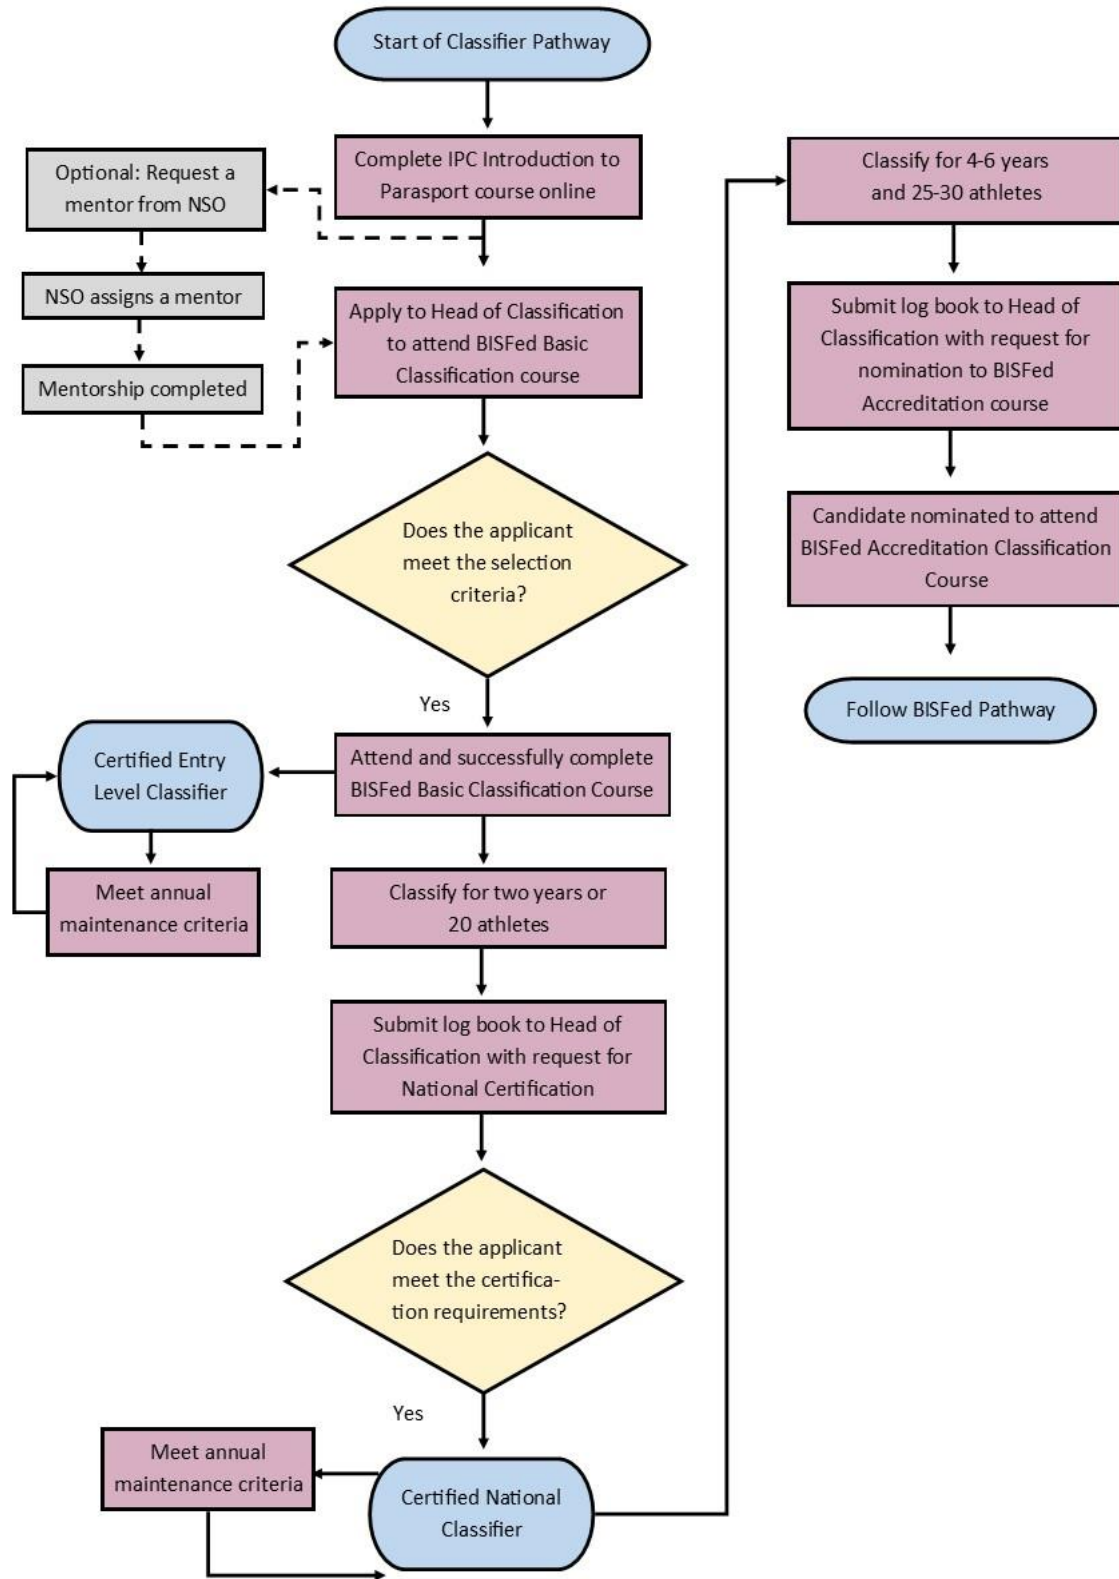 Start of Classifier Pathway
Complete IPC Introduction to
Parasport course online
Optional: Request a
mentor from NSO
NSO assigns a mentor
Mentorship completed
Apply to Head of Classification
to attend BISFed Basic
Classification course
Does the applicant
meet the selection
criteria?
Yes
Attend and successfully complete
BISFed Basic Classification Course
Certified Entry
Level Classifier
Meet annual
maintenance criteria
Classify for two years or
20 athletes
Submit log book to Head of
Classification with request for
National Certification
Does the applicant
meet the certifica-
tion requirements?
Yes
Meet annual
maintenance criteria
Certified National
Classifier
Classify for 4-6 years
and 25-30 athletes
Submit log book to Head of
Classification with request for
nomination to BISFed
Accreditation course
Candidate nominated to attend
BISFed Accreditation Classification
Course
Follow BISFed Pathway